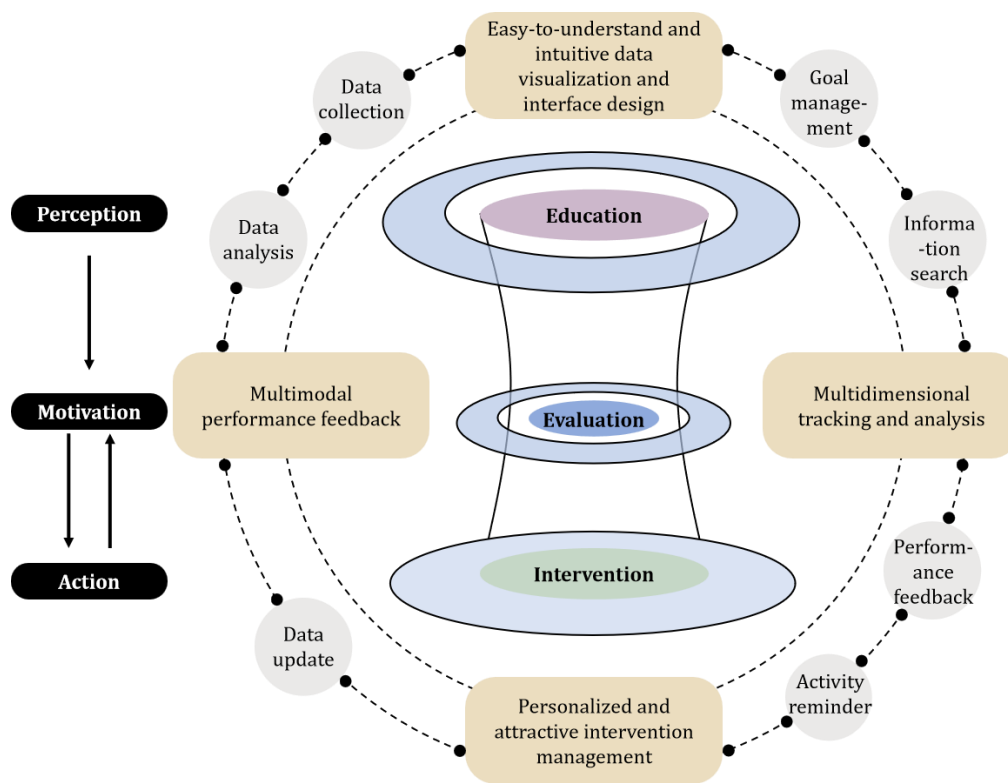 Easy-to-understand and
intuitive data
visualization and
interface design
Data
collection
Goal
manage-
ment
Perception
Education
Data
analysis
Informa
-tion
search
Motivation
Multimodal
performance feedback
Evaluation
Multidimensional
tracking and analysis
Action
Intervention
Perform-
ance
feedback
Data
update
Activity
reminder
Personalized and
attractive intervention
management